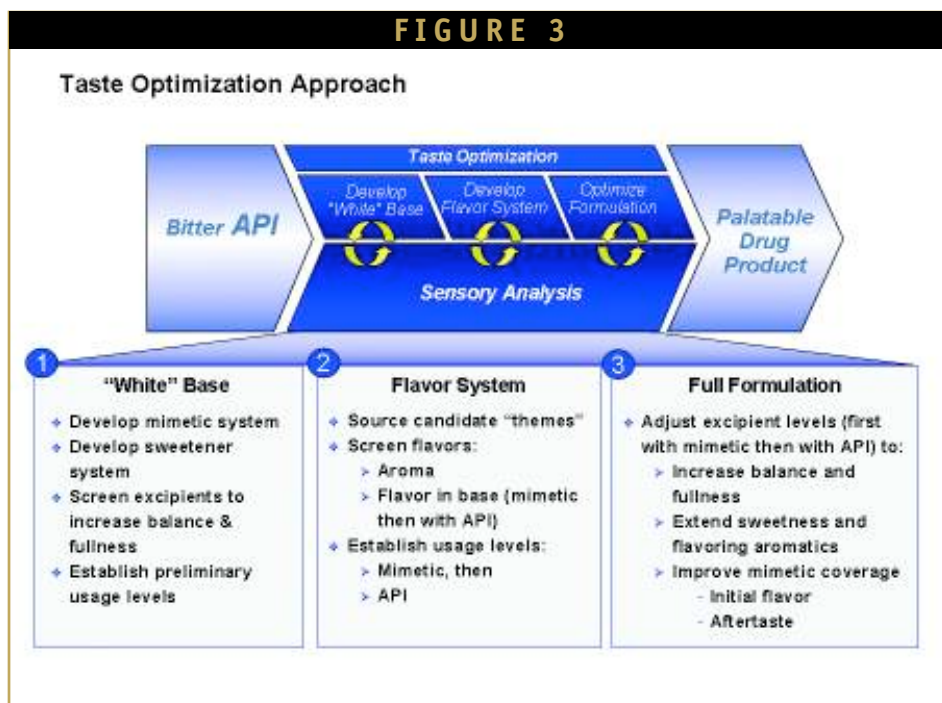 FIGURE 3
Taste Optimization Approach
Taste Optimization
Bitter API
Develop
"White" Base
Develop
Flavor System
Optimize
Formulation
Sensory Analysis
Palatable
Drug
Product
1
“White” Base
❖ Develop mimetic system
❖ Develop sweetener
system
❖ Screen excipients to
increase balance &
fullness
❖ Establish preliminary
usage levels
2
Flavor System
❖ Source candidate “themes”
❖ Screen flavors:
➢ Aroma
➢ Flavor in base (mimetic
then with API)
❖ Establish usage levels:
➢ Mimetic, then
➢ API
3
Full Formulation
❖ Adjust excipient levels (first
with mimetic then with API) to:
➢ Increase balance and
fullness
➢ Extend sweetness and
flavoring aromatics
➢ Improve mimetic coverage
- Initial flavor
- Aftertaste